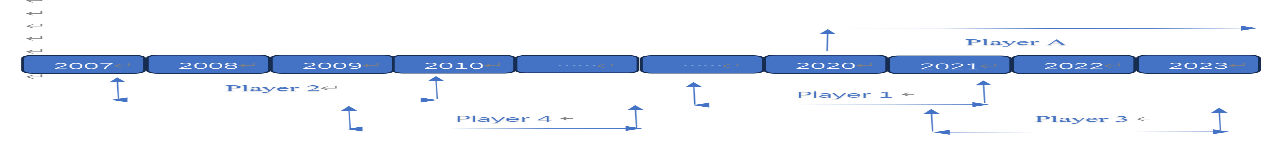 Player A
2007 2008 2009 2010 ...... ...... 2020 2021 2022 2023
Player 2
Player 1
Player 4
Player 3